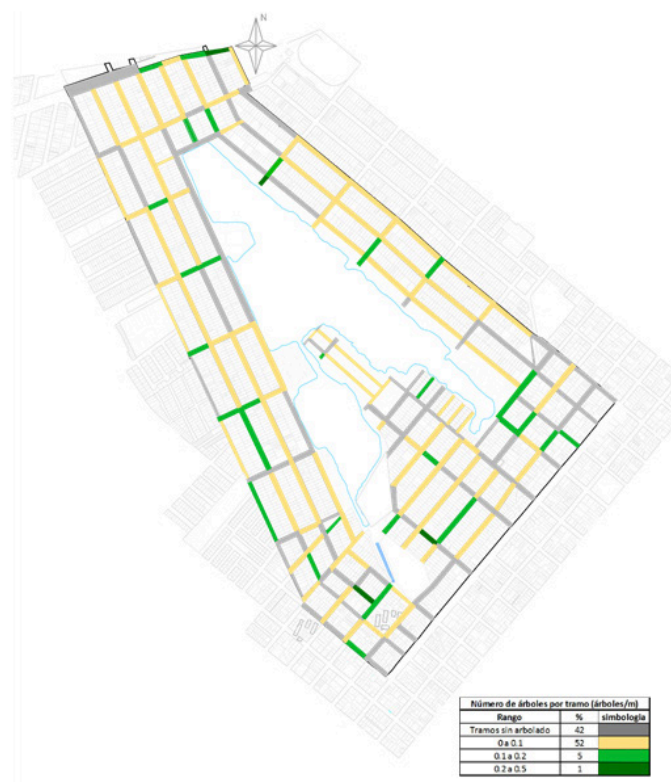 N
Número de árboles por tramo (árboles/m)
Rango % simbologia
Tramos sin arbolado 42
0 a 0.1 52
0.1 a 0.2 5
0.2 a 0.5 1